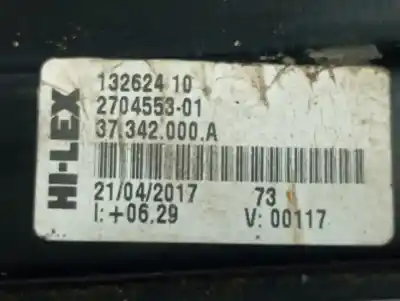 HI-LEX
132624 10
2704553-01
37.342.000.A
21/04/2017 73
I: +06.29 V: 00117